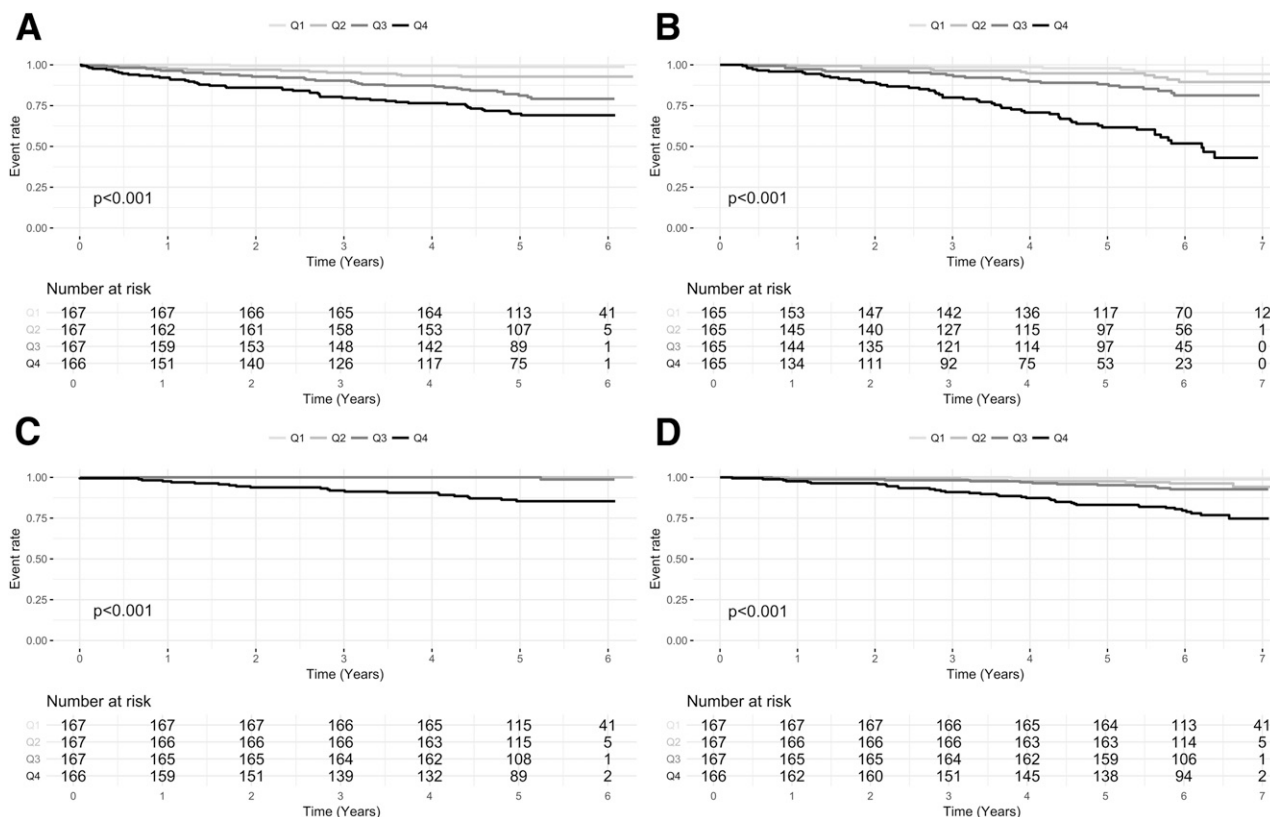 A
Q1 Q2 Q3 Q4
Event rate
1.00
0.75
0.50
0.25
0.00
p<0.001
0 1 2 3 4 5 6
Time (Years)
Number at risk
Q1 167 167 166 165 164 113 41
Q2 167 162 161 158 153 107 5
Q3 167 159 153 148 142 89 1
Q4 166 151 140 126 117 75 1
0 1 2 3 4 5 6
Time (Years)
B
Q1 Q2 Q3 Q4
Event rate
1.00
0.75
0.50
0.25
0.00
p<0.001
0 1 2 3 4 5 6 7
Time (Years)
Number at risk
Q1 165 153 147 142 136 117 70 12
Q2 165 145 140 127 115 97 56 1
Q3 165 144 135 121 114 97 45 0
Q4 165 134 111 92 75 53 23 0
0 1 2 3 4 5 6 7
Time (Years)
C
Q1 Q2 Q3 Q4
Event rate
1.00
0.75
0.50
0.25
0.00
p<0.001
0 1 2 3 4 5 6
Time (Years)
Number at risk
Q1 167 167 167 166 165 115 41
Q2 167 166 166 166 163 115 5
Q3 167 165 165 164 162 108 1
Q4 166 159 151 139 132 89 2
0 1 2 3 4 5 6
Time (Years)
D
Q1 Q2 Q3 Q4
Event rate
1.00
0.75
0.50
0.25
0.00
p<0.001
0 1 2 3 4 5 6 7
Time (Years)
Number at risk
Q1 167 167 167 166 165 164 113 41
Q2 167 166 166 166 163 163 114 5
Q3 167 165 165 164 162 159 106 1
Q4 166 162 160 151 145 138 94 2
0 1 2 3 4 5 6 7
Time (Years)